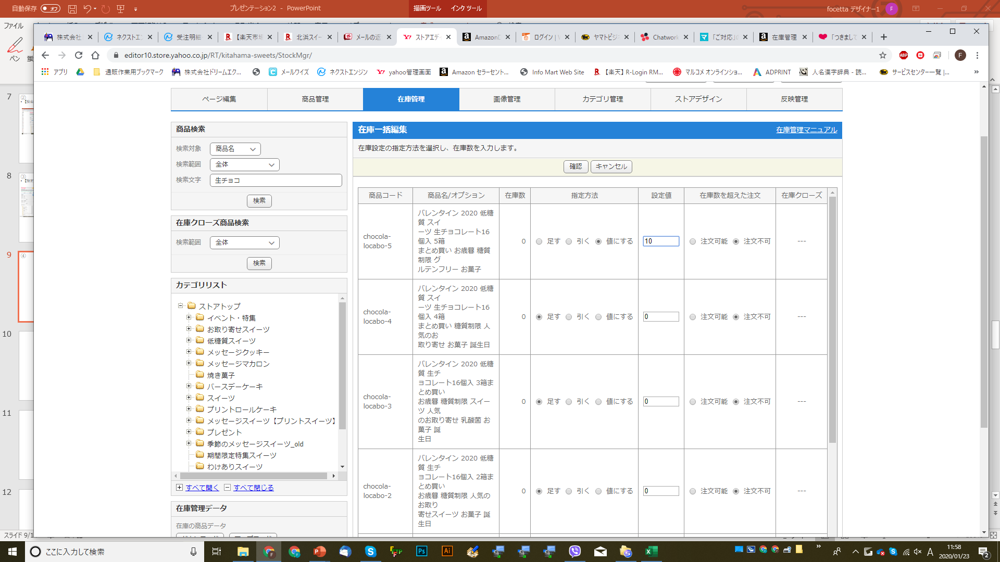 自動保存 オフ
プレゼンテーション2 - PowerPoint
描画ツール インク ツール
focetta デザイナー1 F
ファイル
ペン
株式会社
ネクストエン
受注明細
【楽天市場
北浜スイー
メールの返
ストアエディ
Amazon
ログイン |
ヤマトビジ
Chatwork
「ご対応」
在庫管理
「つきまして
editor10.store.yahoo.co.jp/RT/kitahama-sweets/StockMgr/
アプリ
通販作業用ブックマーク
株式会社ドリームエク...
メールワイズ
ネクストエンジン
yahoo管理画面
Amazon セラーセント...
Info Mart Web Site
【楽天】R-Login RM...
マルコメ オンラインショ...
ADPRINT
人名漢字辞典 - 読...
サービスセンター一覧 |...
ページ編集 商品管理 在庫管理 画像管理 カテゴリ管理 ストアデザイン 反映管理
商品検索
検索対象 商品名
検索範囲 全体
検索文字 生チョコ
検索
在庫クローズ商品検索
検索範囲 全体
検索
カテゴリリスト
ストアトップ
イベント・特集
お取り寄せスイーツ
低糖質スイーツ
メッセージクッキー
メッセージマカロン
焼き菓子
バースデーケーキ
スイーツ
プリントロールケーキ
メッセージスイーツ【プリントスイーツ】
プレゼント
季節のメッセージスイーツ_old
期間限定特集スイーツ
わけありスイーツ
すべて開く すべて閉じる
在庫管理データ
在庫の商品データ
在庫一括編集 在庫管理マニュアル
在庫設定の指定方法を選択し、在庫数を入力します。
確認 キャンセル
商品コード 商品名/オプション 在庫数 指定方法 設定値 在庫数を超えた注文 在庫クローズ
chocola-
locabo-5
バレンタイン 2020 低糖
質 スイ
ーツ 生チョコレート16
個入 5箱
まとめ買い お歳暮 糖質
制限 グ
ルテンフリー お菓子
0 足す 引く 値にする 10 注文可能 注文不可 ---
chocola-
locabo-4
バレンタイン 2020 低糖
質 スイ
ーツ 生チョコレート16
個入 4箱
まとめ買い 糖質制限 人
気のお
取り寄せ お菓子 誕生日
0 足す 引く 値にする 0 注文可能 注文不可 ---
chocola-
locabo-3
バレンタイン 2020 低糖
質 生チ
ョコレート16個入 3箱ま
とめ買い
お歳暮 糖質制限 スイー
ツ 人気
のお取り寄せ 乳酸菌 お
菓子 誕
生日
0 足す 引く 値にする 0 注文可能 注文不可 ---
chocola-
locabo-2
バレンタイン 2020 低糖
質 生チ
ョコレート16個入 2箱ま
とめ買い
お歳暮 糖質制限 人気の
お取り
寄せスイーツ お菓子 誕
生日
0 足す 引く 値にする 0 注文可能 注文不可 ---
7
8
9
10
11
12
スライド 9/1
ここに入力して検索
11:58
2020/01/23
2